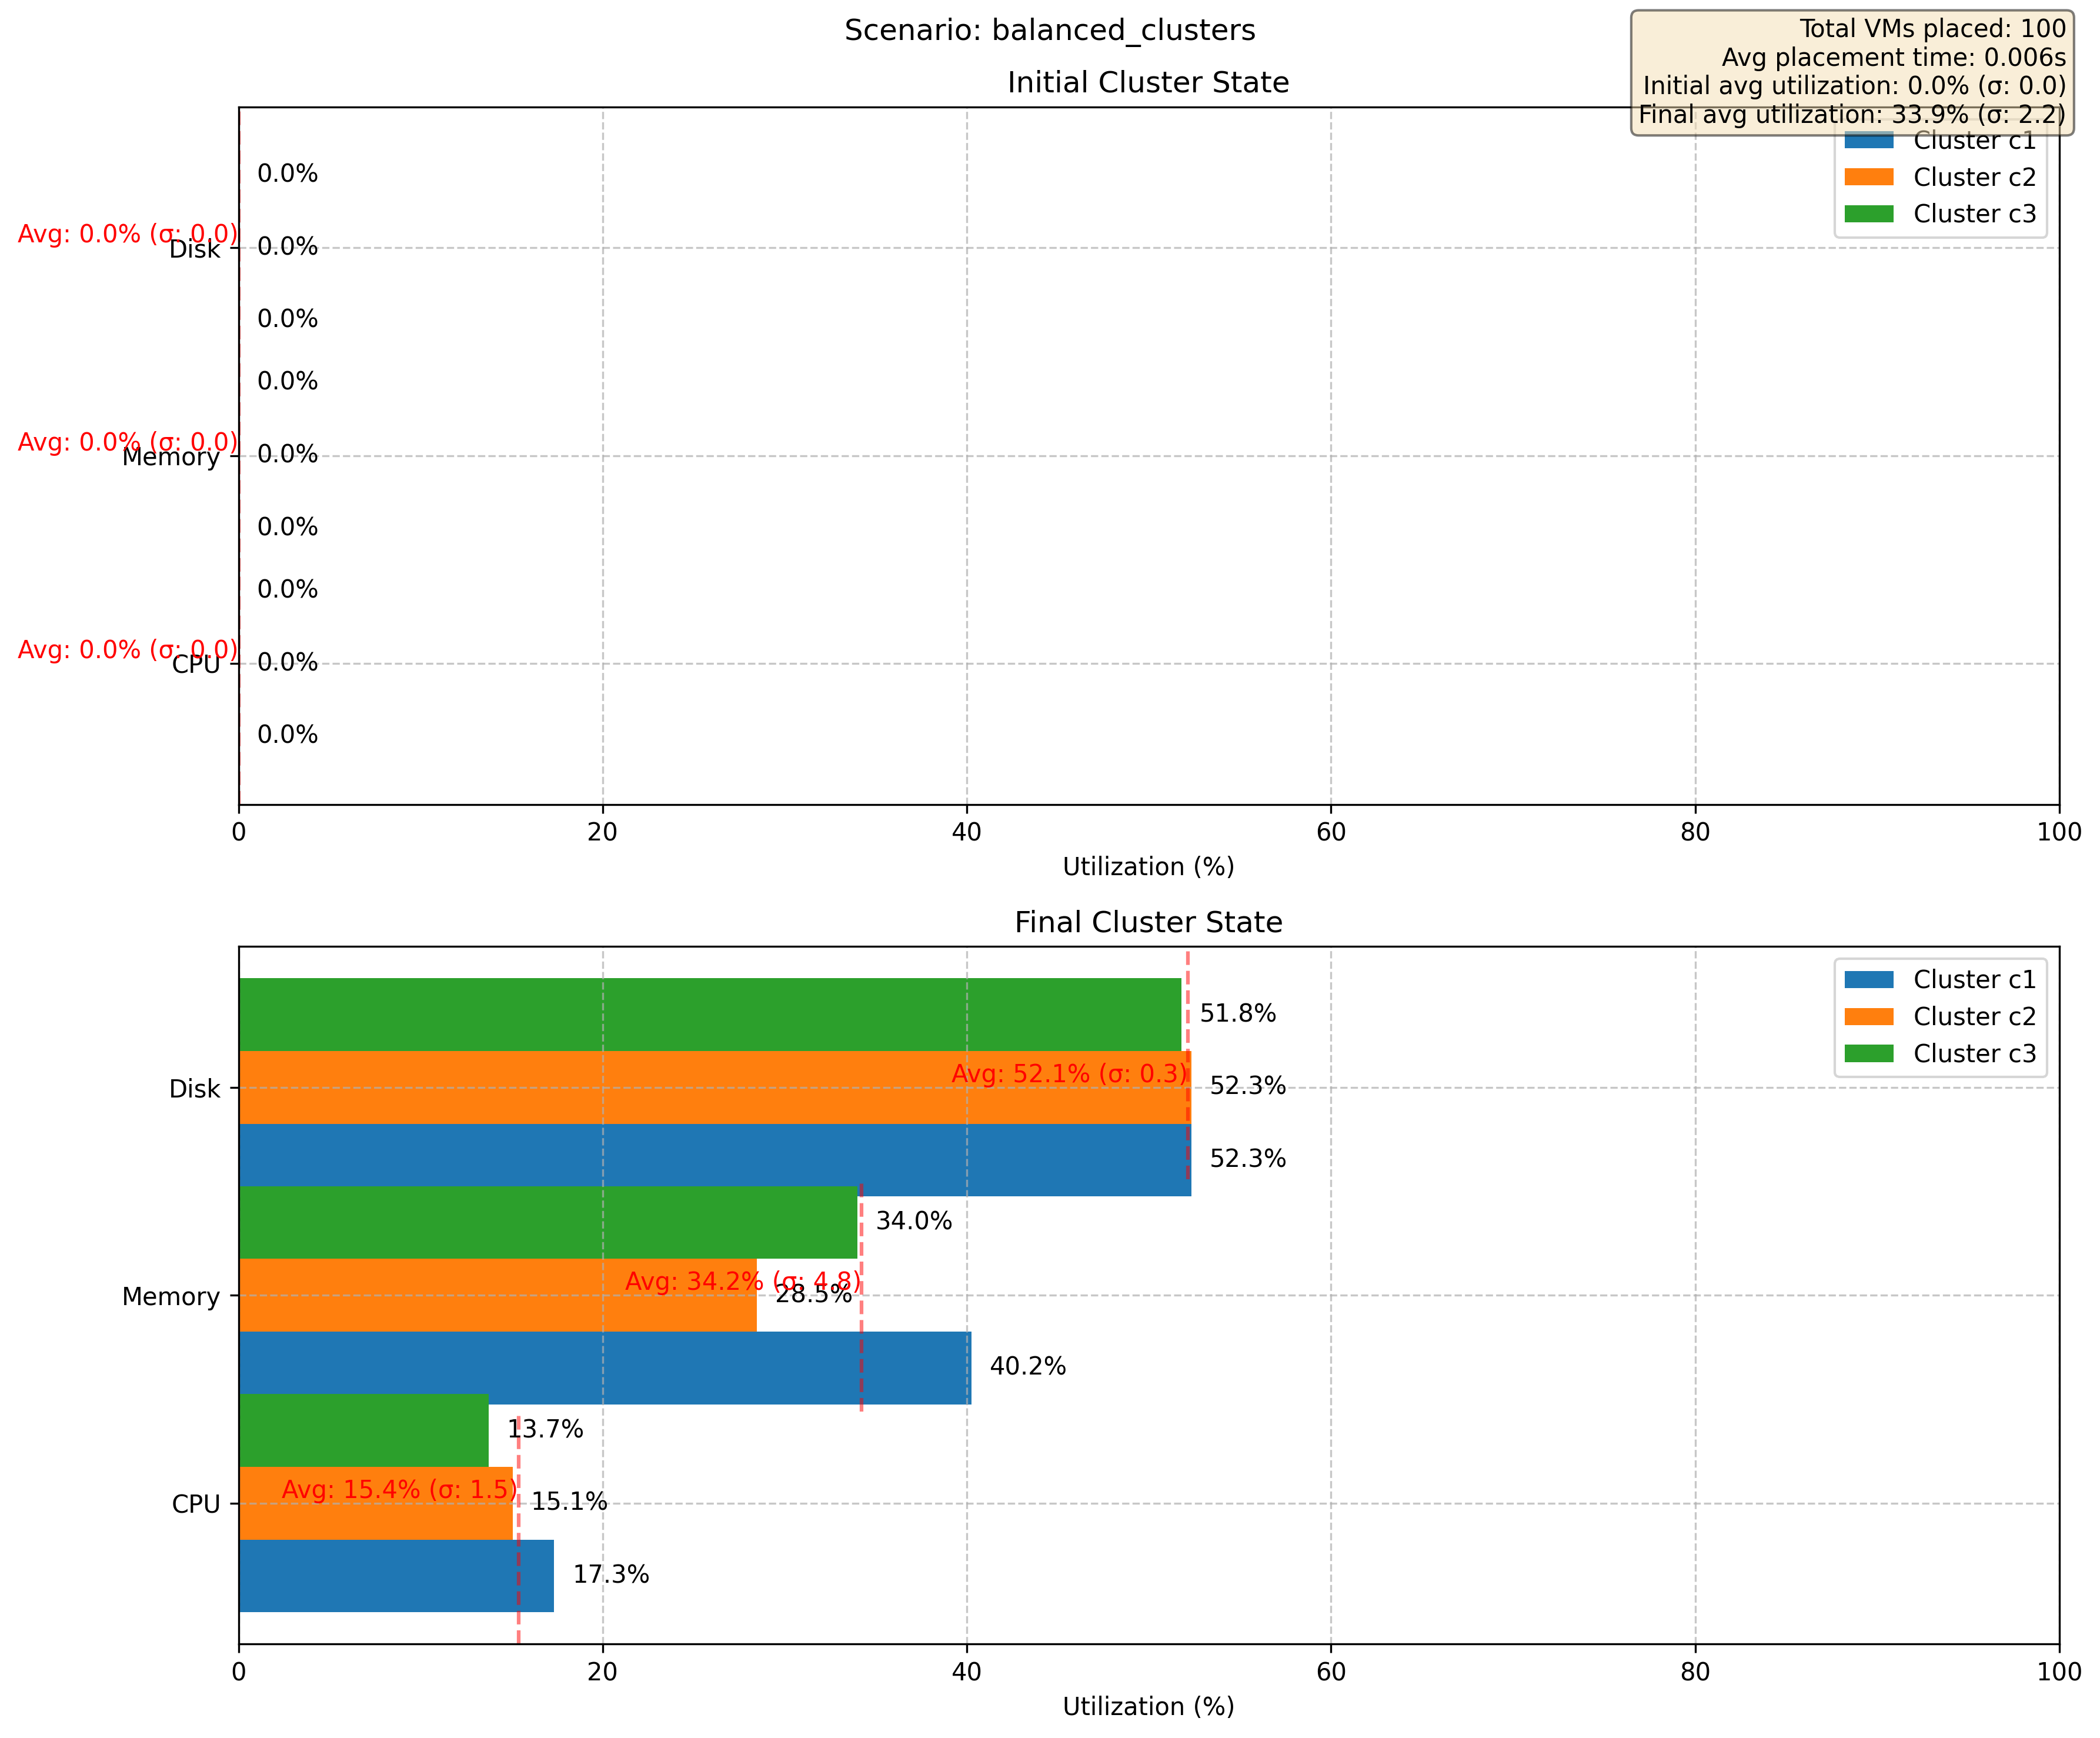 Scenario: balanced_clusters
Total VMs placed: 100
Avg placement time: 0.006s
Initial avg utilization: 0.0% (σ: 0.0)
Final avg utilization: 33.9% (σ: 2.2)
Initial Cluster State
Cluster c1
Cluster c2
Cluster c3
0.0%
Avg: 0.0% (σ: 0.0)
Disk
0.0%
0.0%
0.0%
Avg: 0.0% (σ: 0.0)
Memory
0.0%
0.0%
0.0%
Avg: 0.0% (σ: 0.0)
CPU
0.0%
0.0%
0 20 40 60 80 100
Utilization (%)
Final Cluster State
Cluster c1
Cluster c2
Cluster c3
51.8%
Avg: 52.1% (σ: 0.3)
Disk
52.3%
52.3%
34.0%
Avg: 34.2% (σ: 4.8)
Memory
28.5%
40.2%
13.7%
Avg: 15.4% (σ: 1.5)
CPU
15.1%
17.3%
0 20 40 60 80 100
Utilization (%)